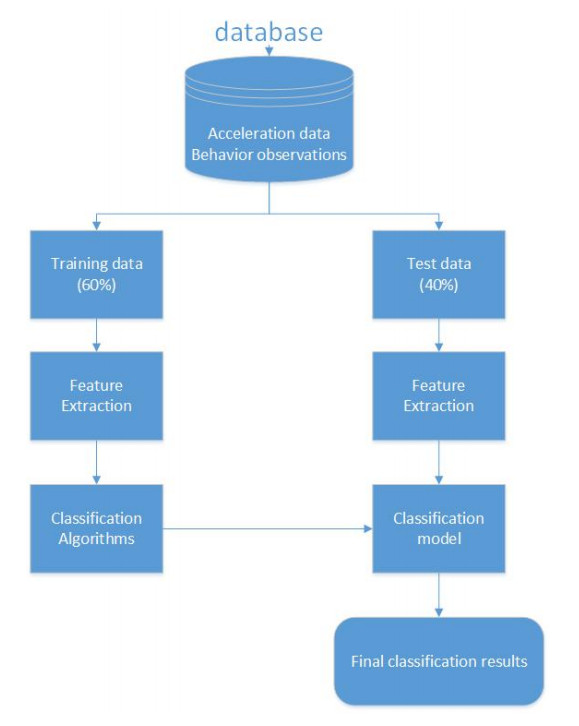 database
Acceleration data
Behavior observations
Training data
(60%)
Test data
(40%)
Feature
Extraction
Feature
Extraction
Classification
Algorithms
Classification
model
Final classification results